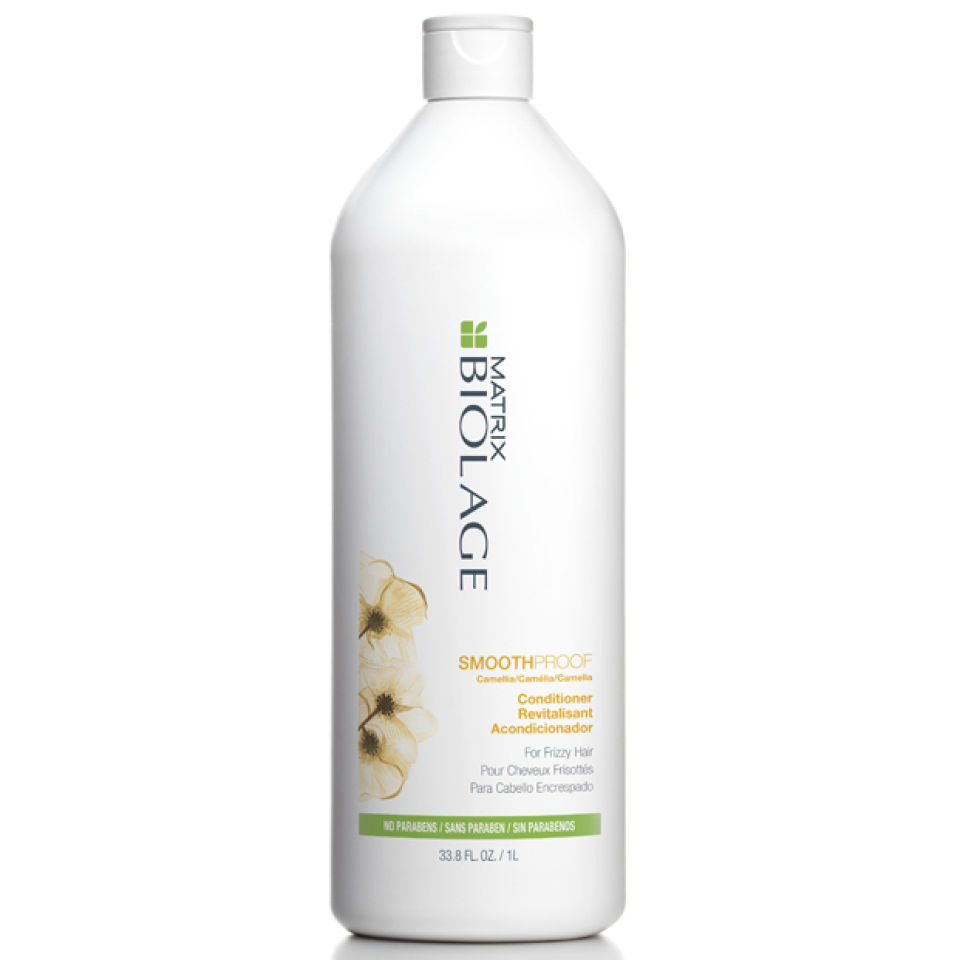 MATRIX
BIOLAGE
SMOOTHPROOF
Camellia/Camélia/Camellia
Conditioner
Revitalisant
Acondicionador
For Frizzy Hair
Pour Cheveux Frisottés
Para Cabello Encrespado
NO PARABENS / SANS PARABEN / SIN PARABENOS
33.8 FL. OZ. / 1L